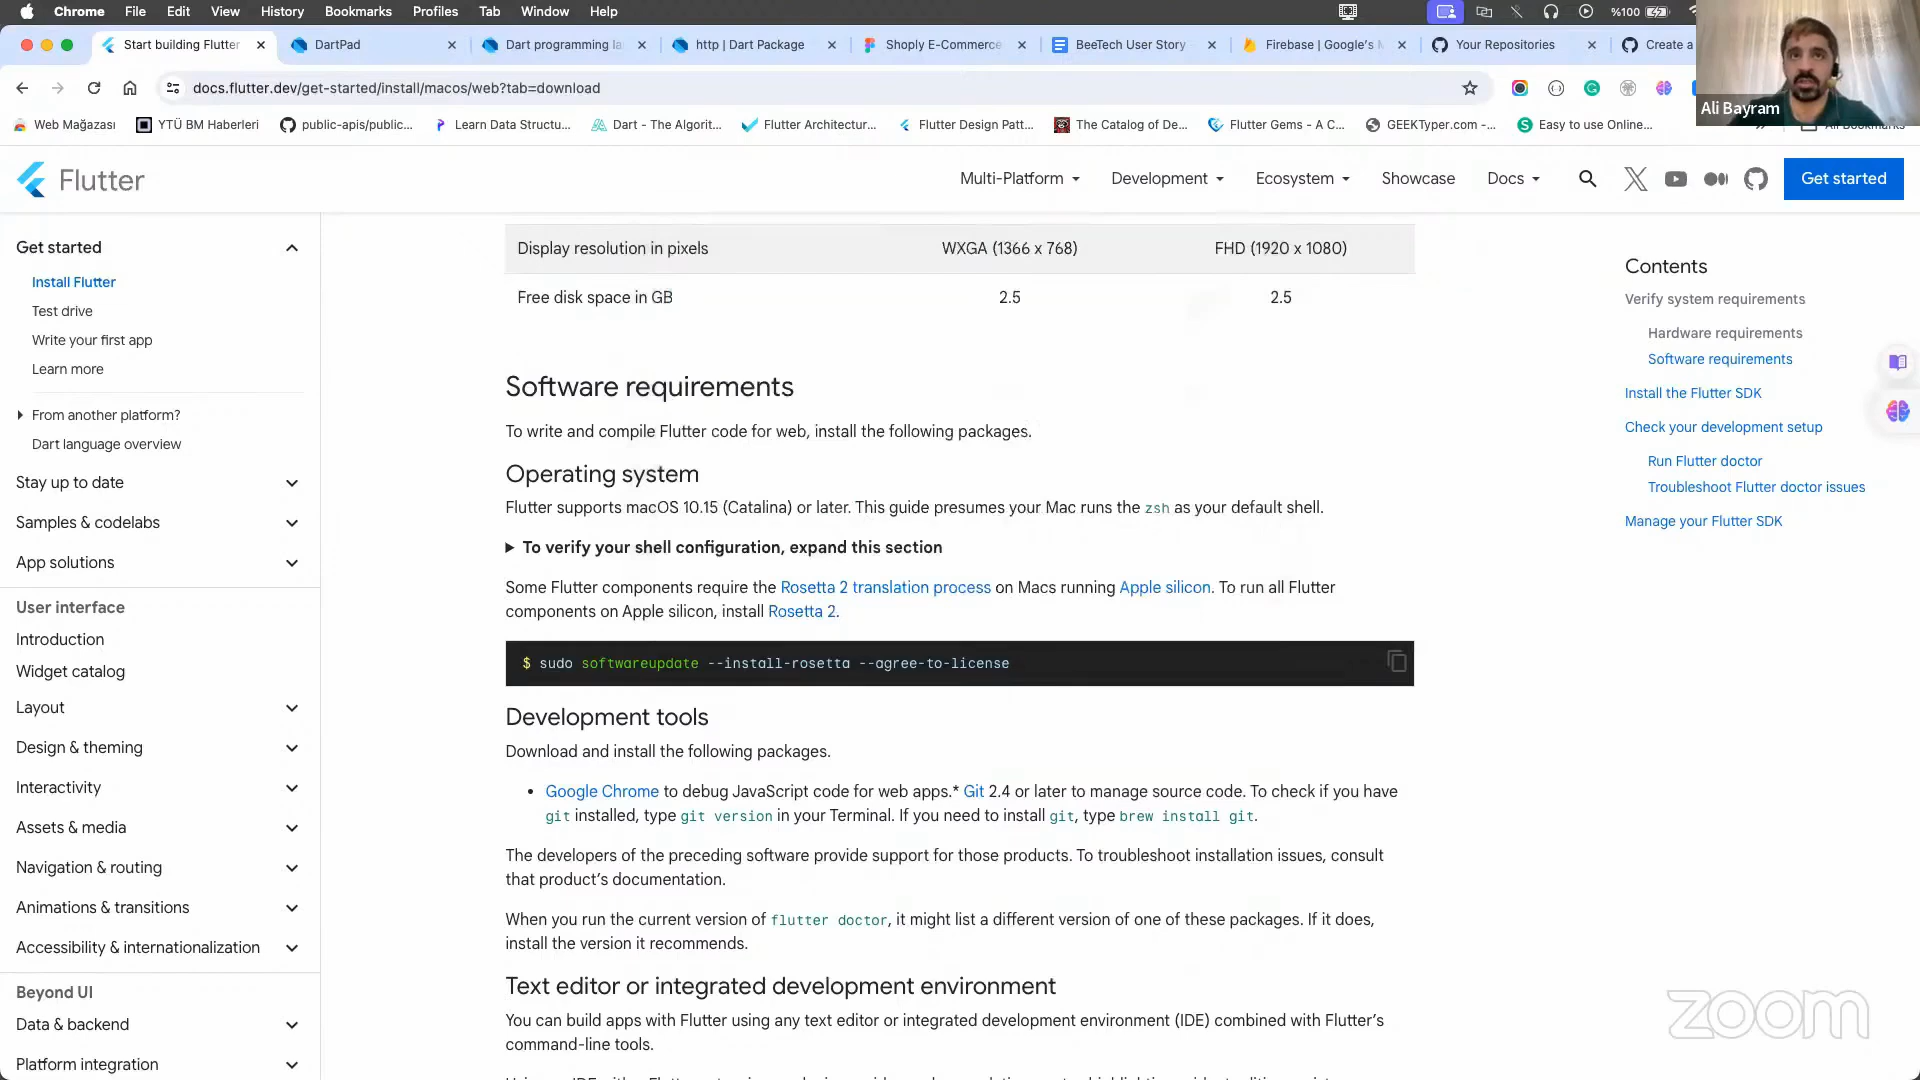 Chrome File Edit View History Bookmarks Profiles Tab Window Help %100
Start building Flutter
DartPad
Dart programming la
http | Dart Package
Shoply E-Commerce
BeeTech User Story
Firebase | Google's M
Your Repositories
Create a
docs.flutter.dev/get-started/install/macos/web?tab=download
Ali Bayram
Web Mağazası
YTÜ BM Haberleri
public-apis/public...
Learn Data Structu...
Dart - The Algorit...
Flutter Architectur...
Flutter Design Patt...
The Catalog of De...
Flutter Gems - A C...
GEEKTyper.com -...
Easy to use Online...
All Bookmarks
Flutter
Multi-Platform
Development
Ecosystem
Showcase
Docs
Get started
Get started
Install Flutter
Test drive
Write your first app
Learn more
From another platform?
Dart language overview
Stay up to date
Samples & codelabs
App solutions
User interface
Introduction
Widget catalog
Layout
Design & theming
Interactivity
Assets & media
Navigation & routing
Animations & transitions
Accessibility & internationalization
Beyond UI
Data & backend
Platform integration
Display resolution in pixels WXGA (1366 x 768) FHD (1920 x 1080)
Free disk space in GB 2.5 2.5
Software requirements
To write and compile Flutter code for web, install the following packages.
Operating system
Flutter supports macOS 10.15 (Catalina) or later. This guide presumes your Mac runs the zsh as your default shell.
To verify your shell configuration, expand this section
Some Flutter components require the Rosetta 2 translation process on Macs running Apple silicon. To run all Flutter
components on Apple silicon, install Rosetta 2.
$ sudo softwareupdate --install-rosetta --agree-to-license
Development tools
Download and install the following packages.
• Google Chrome to debug JavaScript code for web apps.* Git 2.4 or later to manage source code. To check if you have
git installed, type git version in your Terminal. If you need to install git, type brew install git.
The developers of the preceding software provide support for those products. To troubleshoot installation issues, consult
that product's documentation.
When you run the current version of flutter doctor, it might list a different version of one of these packages. If it does,
install the version it recommends.
Text editor or integrated development environment
You can build apps with Flutter using any text editor or integrated development environment (IDE) combined with Flutter's
command-line tools.
Contents
Verify system requirements
Hardware requirements
Software requirements
Install the Flutter SDK
Check your development setup
Run Flutter doctor
Troubleshoot Flutter doctor issues
Manage your Flutter SDK
zoom